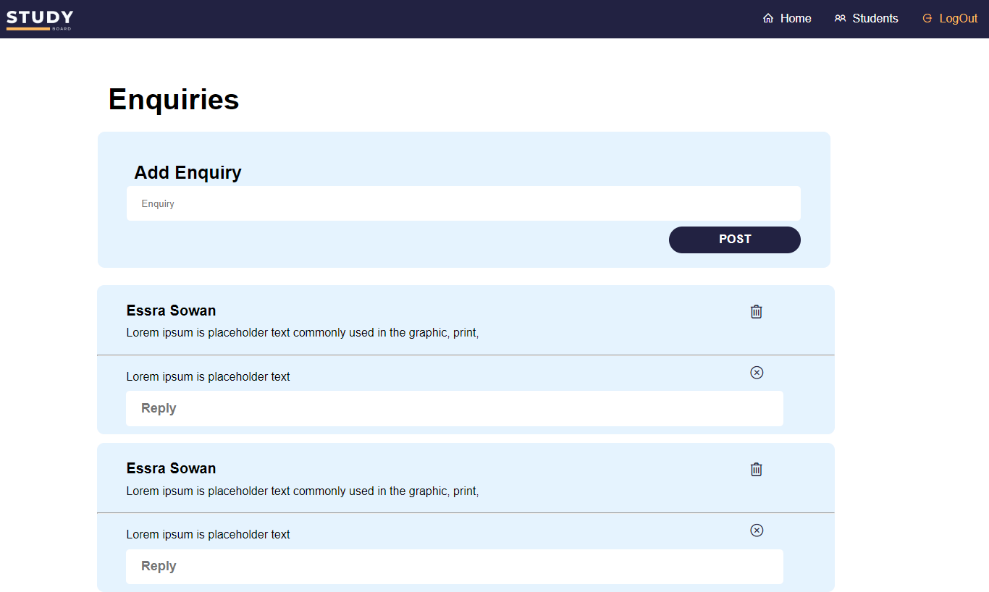 STUDY
BOARD
Home
Students
LogOut
Enquiries
Add Enquiry
Enquiry
POST
Essra Sowan
Lorem ipsum is placeholder text commonly used in the graphic, print,
Lorem ipsum is placeholder text
Reply
Essra Sowan
Lorem ipsum is placeholder text commonly used in the graphic, print,
Lorem ipsum is placeholder text
Reply